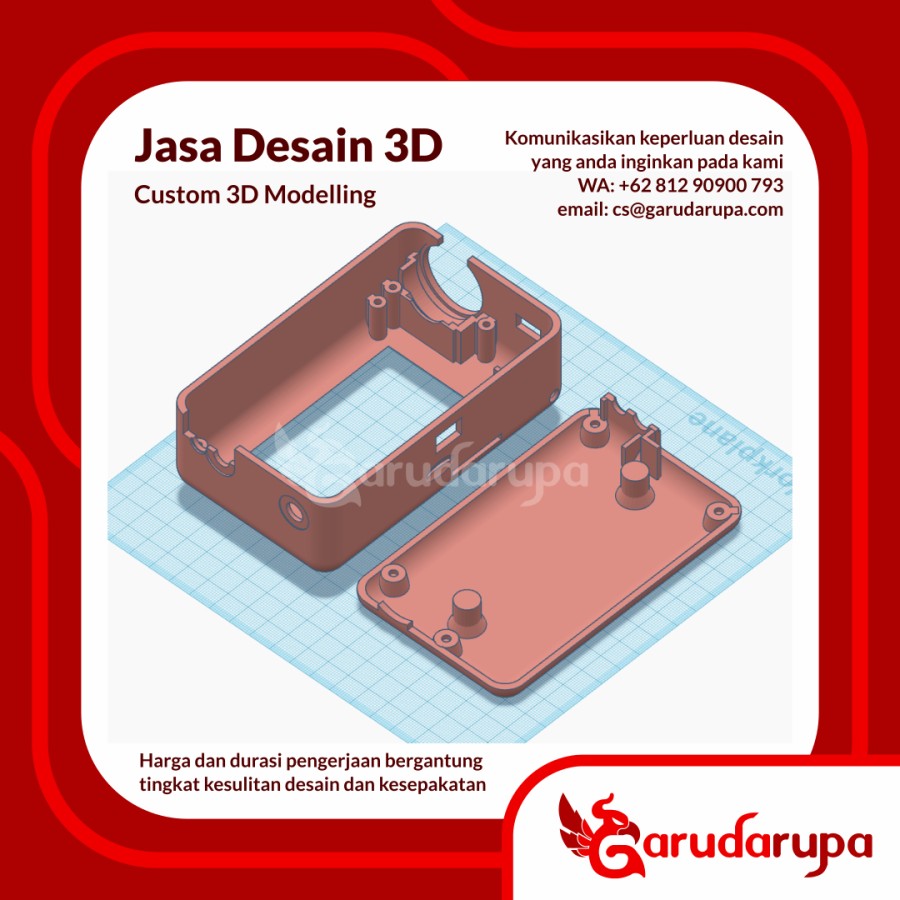 Jasa Desain 3D
Custom 3D Modelling
Komunikasikan keperluan desain
yang anda inginkan pada kami
WA: +62 812 90900 793
email: cs@garudarupa.com
Workplane
Garudarupa
Harga dan durasi pengerjaan bergantung
tingkat kesulitan desain dan kesepakatan
Garudarupa